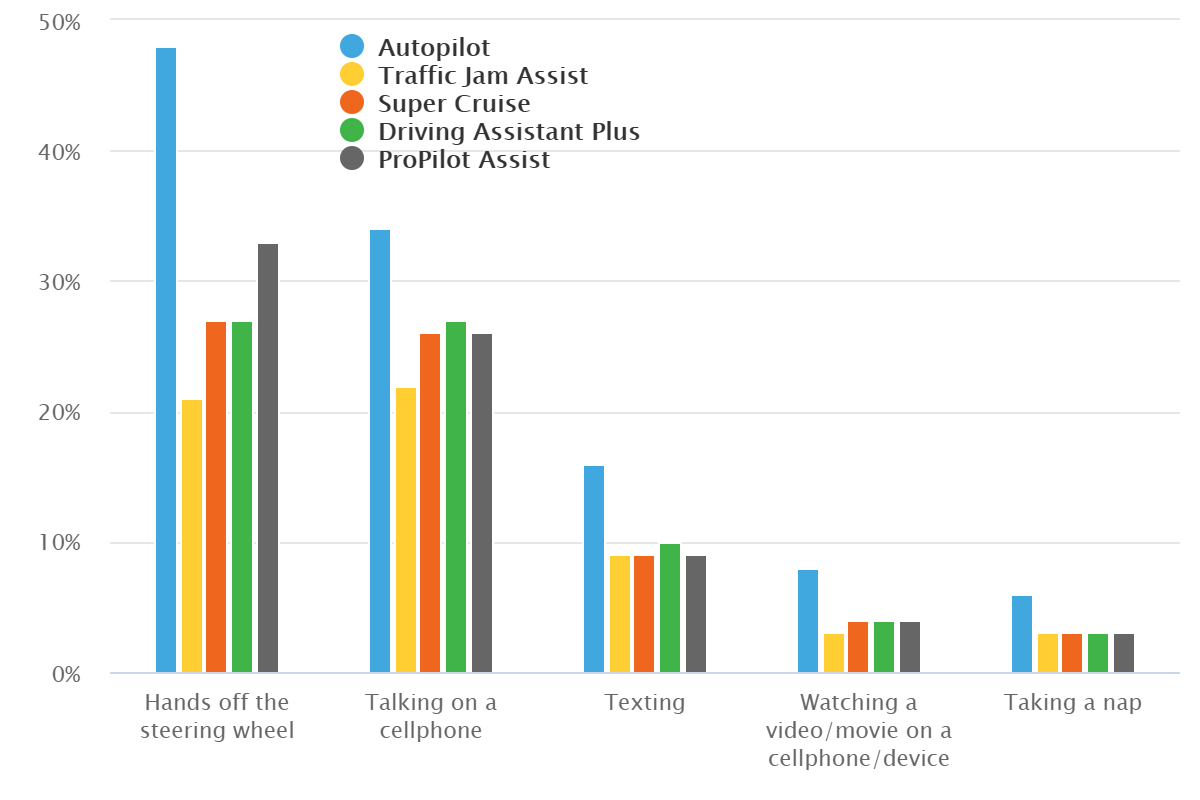 50%
40%
30%
20%
10%
0%
Autopilot
Traffic Jam Assist
Super Cruise
Driving Assistant Plus
ProPilot Assist
Hands off the
steering wheel
Talking on a
cellphone
Texting
Watching a
video/movie on a
cellphone/device
Taking a nap